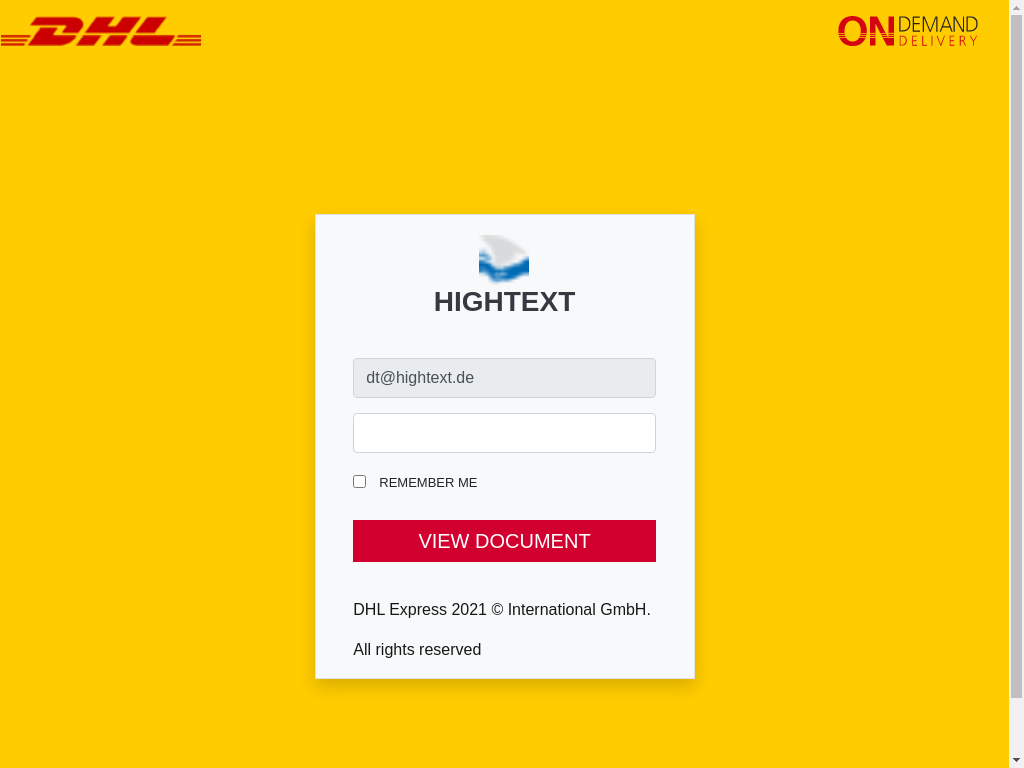 DHL
ON DEMAND
DELIVERY
HIGHTEXT
dt@hightext.de
REMEMBER ME
VIEW DOCUMENT
DHL Express 2021 © International GmbH.
All rights reserved